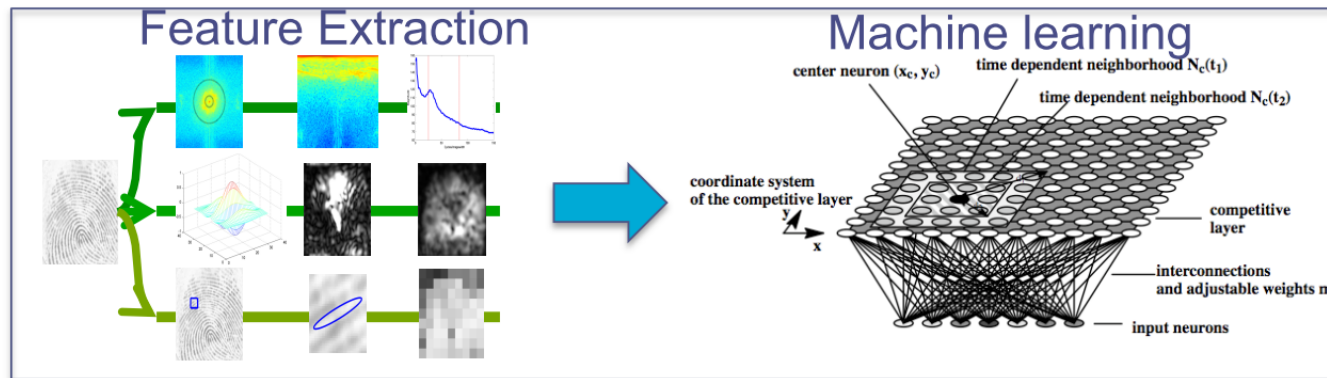 Feature Extraction
Machine learning
center neuron (xc, yc)
time dependent neighborhood Nc(t1)
time dependent neighborhood Nc(t2)
coordinate system
of the competitive layer
y
x
competitive
layer
interconnections
and adjustable weights m
input neurons